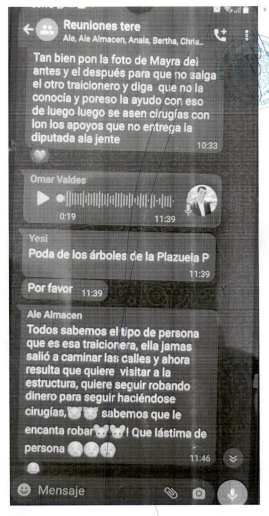 Reuniones tere
Ale, Ale Almacen, Anais, Bertha, Chris...
Tan bien pon la foto de Mayra del
antes y el después para que no salga
el otro traicionero y diga que no la
conocía y poreso la ayudo con eso
de luego luego se asen cirugías con
lon los apoyos que no entrega la
diputada ala jente
10:33
Omar Valdes
0:19 11:39
Yesi
Poda de los árboles de la Plazuela P
11:39
Por favor 11:39
Ale Almacen
Todos sabemos el tipo de persona
que es esa traicionera, ella jamas
salió a caminar las calles y ahora
resulta que quiere visitar a la
estructura, quiere seguir robando
dinero para seguir haciéndose
cirugías, sabemos que le
encanta robar ! Que lástima de
persona
11:46
Mensaje